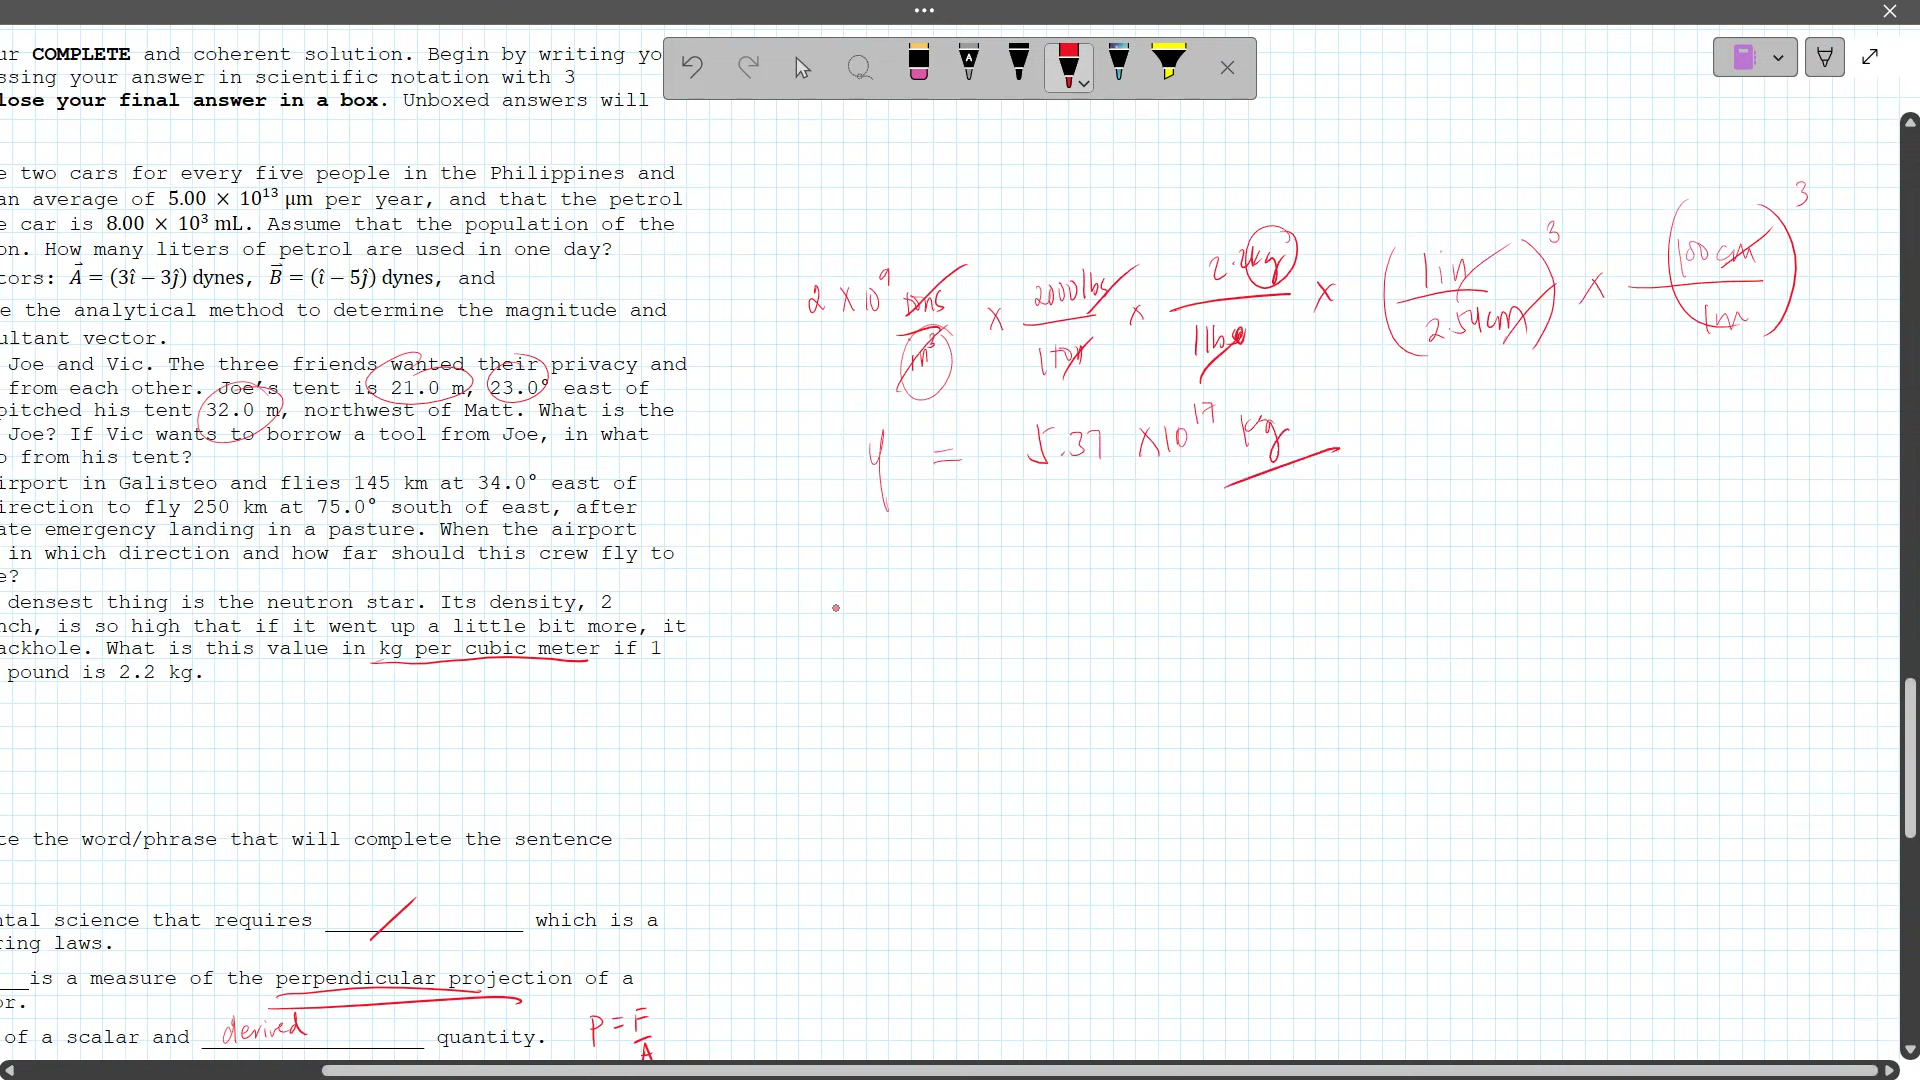 ur COMPLETE and coherent solution. Begin by writing yo
ssing your answer in scientific notation with 3
lose your final answer in a box. Unboxed answers will
e two cars for every five people in the Philippines and
an average of 5.00 × 10¹³ μm per year, and that the petrol
e car is 8.00 × 10³ mL. Assume that the population of the
on. How many liters of petrol are used in one day?
tors: A⃗ = (3î − 3ĵ) dynes, B⃗ = (î − 5ĵ) dynes, and
e the analytical method to determine the magnitude and
ultant vector.
Joe and Vic. The three friends wanted their privacy and
from each other. Joe's tent is 21.0 m, 23.0° east of
pitched his tent 32.0 m, northwest of Matt. What is the
Joe? If Vic wants to borrow a tool from Joe, in what
o from his tent?
irport in Galisteo and flies 145 km at 34.0° east of
irection to fly 250 km at 75.0° south of east, after
ate emergency landing in a pasture. When the airport
in which direction and how far should this crew fly to
e?
densest thing is the neutron star. Its density, 2
nch, is so high that if it went up a little bit more, it
ackhole. What is this value in kg per cubic meter if 1
pound is 2.2 kg.
te the word/phrase that will complete the sentence
ntal science that requires ________ which is a
ring laws.
__is a measure of the perpendicular projection of a
or.
of a scalar and derived quantity. P = F/A
2 × 10⁹ tons/in³ × 2000 lbs/1 ton × 2.2 kg/1 lbs × (1 in/2.54 cm)³ × (100 cm/1m)³
= 5.37 × 10¹⁷ kg